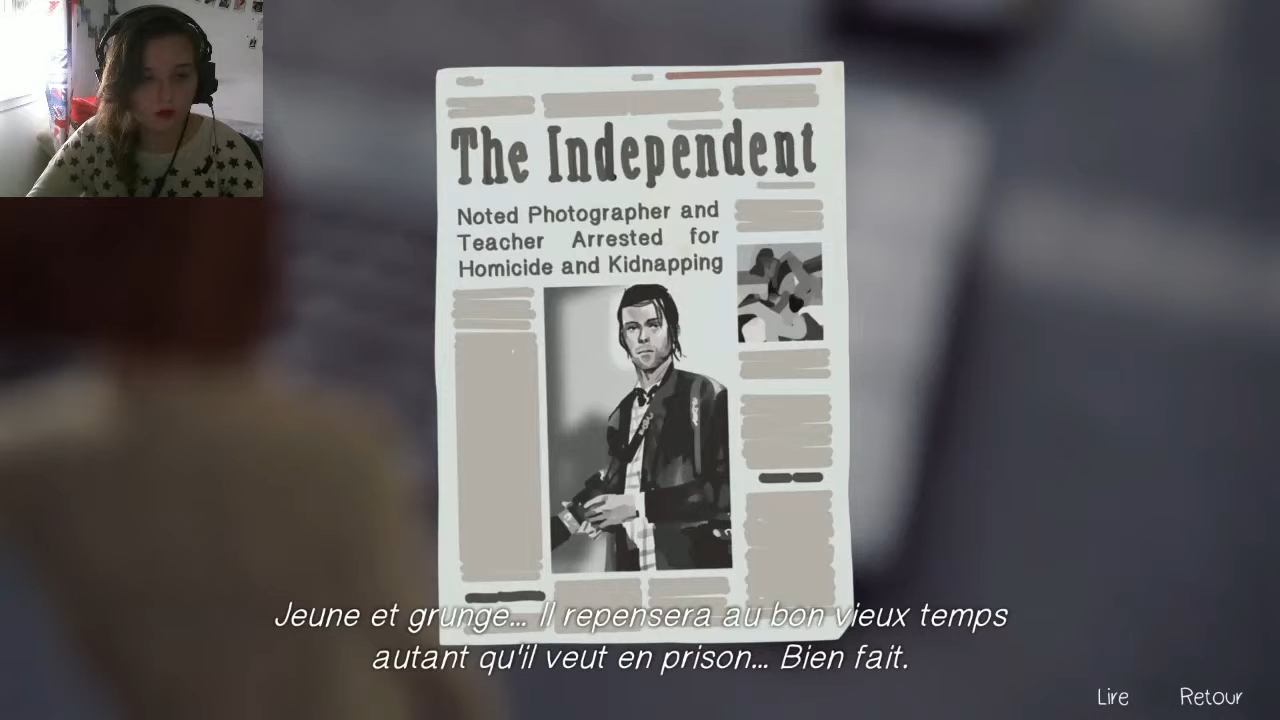 The Independent
Noted Photographer and
Teacher Arrested for
Homicide and Kidnapping
Jeune et grunge... Il repensera au bon vieux temps
autant qu'il veut en prison... Bien fait.
Lire Retour